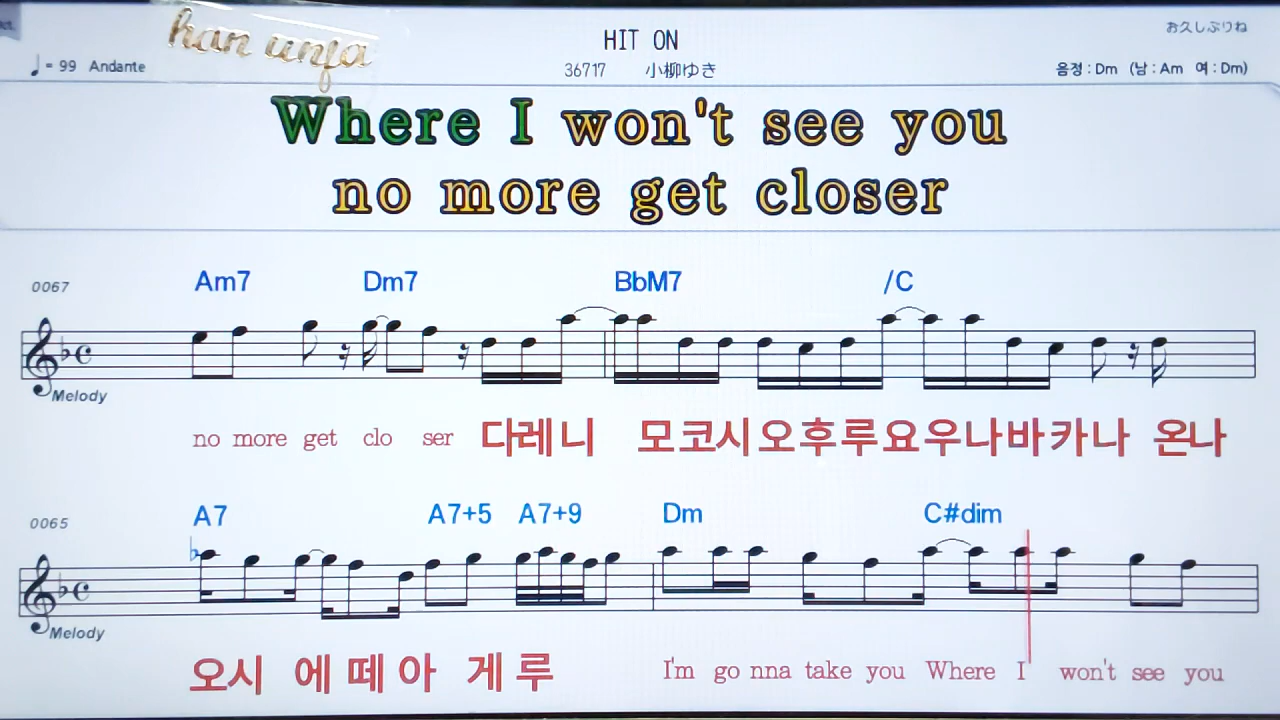 han unja
HIT ON
お久しぶりね
♩= 99 Andante
36717 小柳ゆき
음정 : Dm (남 : Am 여 : Dm)
Where I won't see you
no more get closer
0067
Am7 Dm7 BbM7 /C
Melody
no more get clo ser 다레니 모코시오후루요우나바카나 온나
0065
A7 A7+5 A7+9 Dm C#dim
Melody
오시 에 떼 아 게 루 I'm go nna take you Where I won't see you